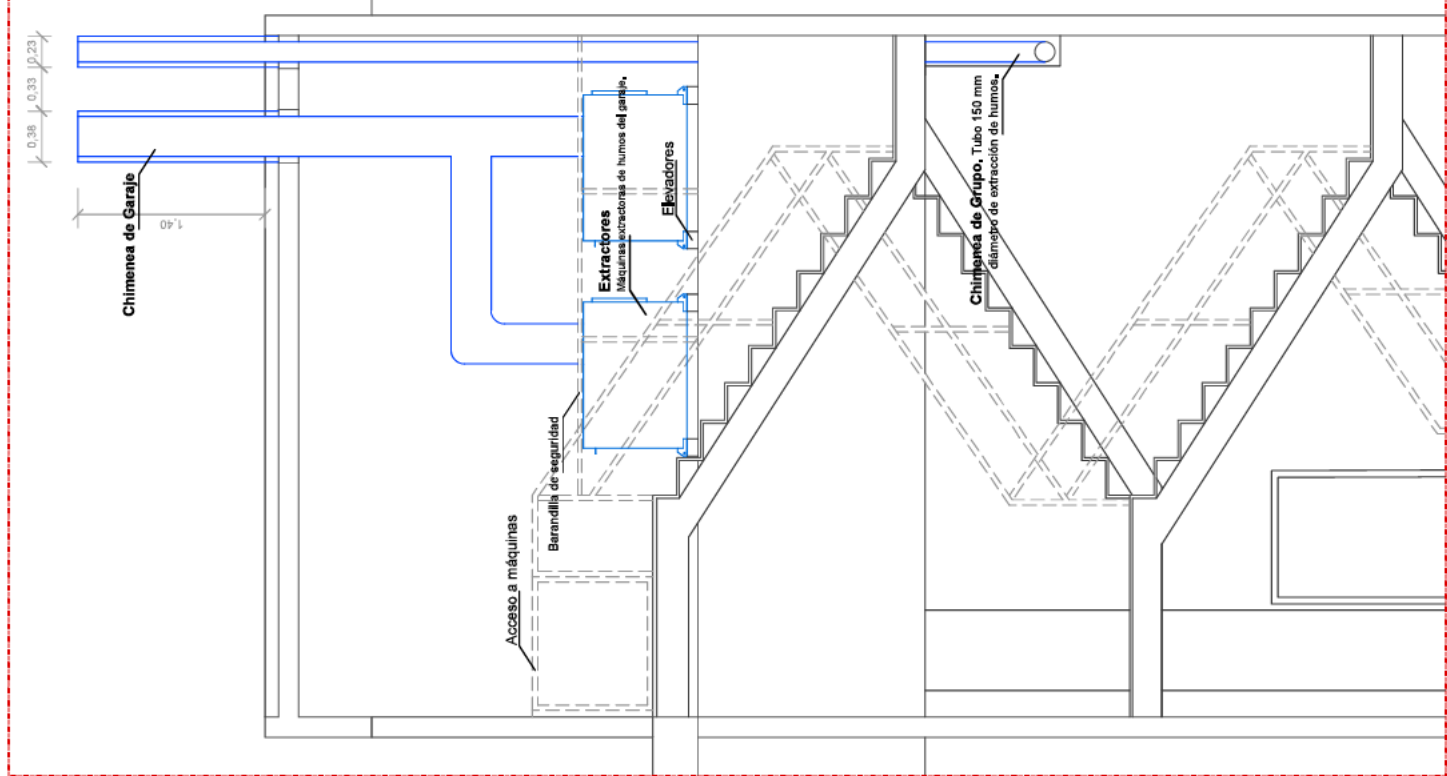 0,23
0,33
0,38
1,40
Chimenea de Garaje
Extractores
Máquinas extractoras de humos del garaje.
Elevadores
Barandilla de seguridad
Acceso a máquinas
Chimenea de Grupo. Tubo 150 mm
diámetro de extracción de humos.